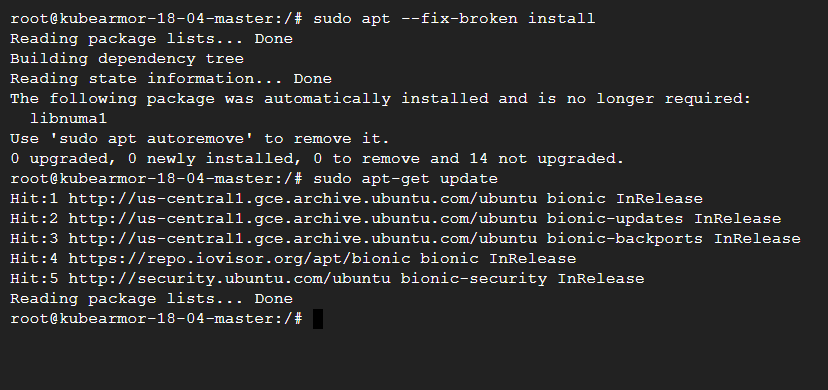 root@kubearmor-18-04-master:/# sudo apt --fix-broken install
Reading package lists... Done
Building dependency tree
Reading state information... Done
The following package was automatically installed and is no longer required:
  libnuma1
Use 'sudo apt autoremove' to remove it.
0 upgraded, 0 newly installed, 0 to remove and 14 not upgraded.
root@kubearmor-18-04-master:/# sudo apt-get update
Hit:1 http://us-central1.gce.archive.ubuntu.com/ubuntu bionic InRelease
Hit:2 http://us-central1.gce.archive.ubuntu.com/ubuntu bionic-updates InRelease
Hit:3 http://us-central1.gce.archive.ubuntu.com/ubuntu bionic-backports InRelease
Hit:4 https://repo.iovisor.org/apt/bionic bionic InRelease
Hit:5 http://security.ubuntu.com/ubuntu bionic-security InRelease
Reading package lists... Done
root@kubearmor-18-04-master:/#